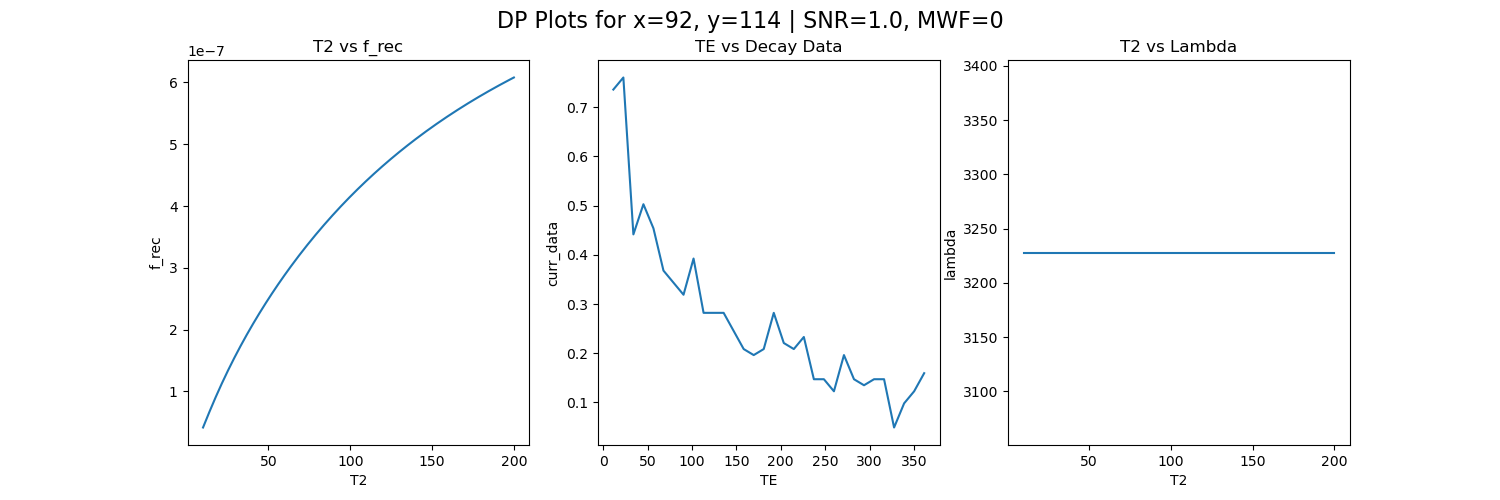 DP Plots for x=92, y=114 | SNR=1.0, MWF=0
T2 vs f_rec
1e−7
6
5
4
3
2
1
f_rec
50 100 150 200
T2
TE vs Decay Data
0.7
0.6
0.5
0.4
0.3
0.2
0.1
curr_data
0 50 100 150 200 250 300 350
TE
T2 vs Lambda
3400
3350
3300
3250
3200
3150
3100
lambda
50 100 150 200
T2